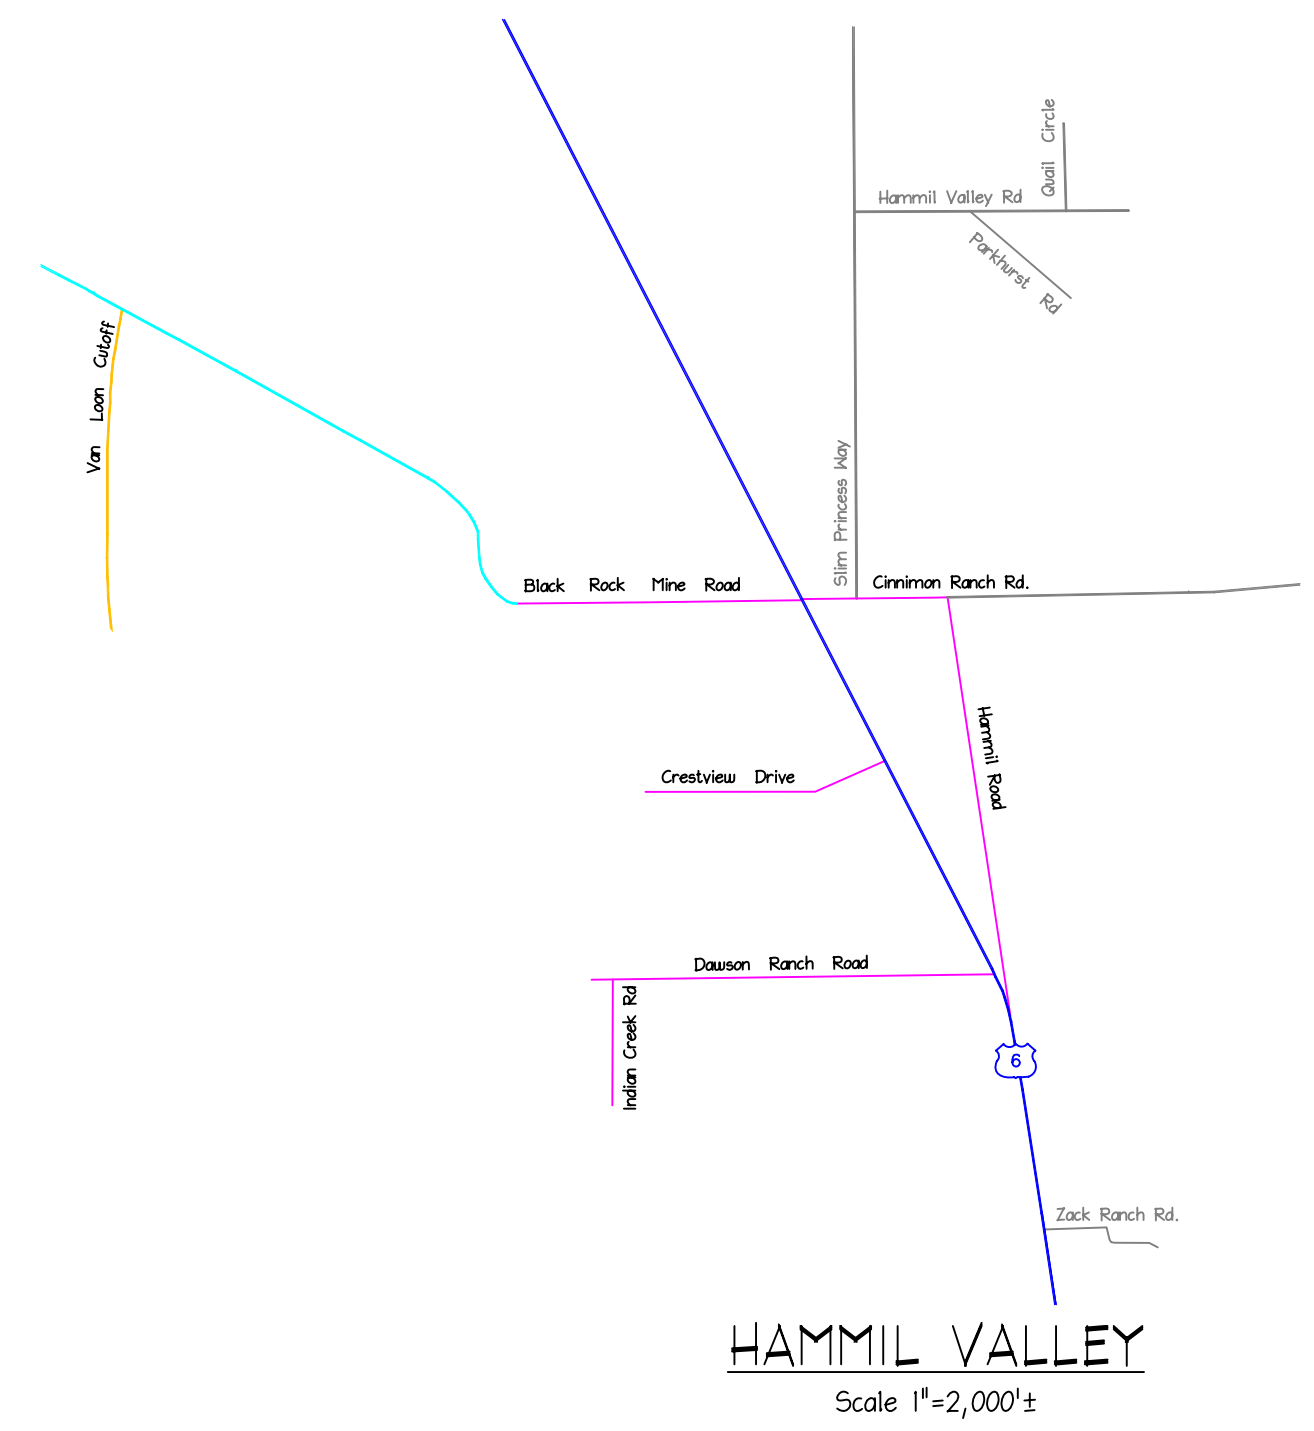 Quail Circle
Hammil Valley Rd
Parkhurst Rd
Van Loon Cutoff
Slim Princess Way
Black Rock Mine Road
Cinnimon Ranch Rd.
Hammil Road
Crestview Drive
Dawson Ranch Road
Indian Creek Rd
6
Zack Ranch Rd.
HAMMIL VALLEY
Scale 1"=2,000'±